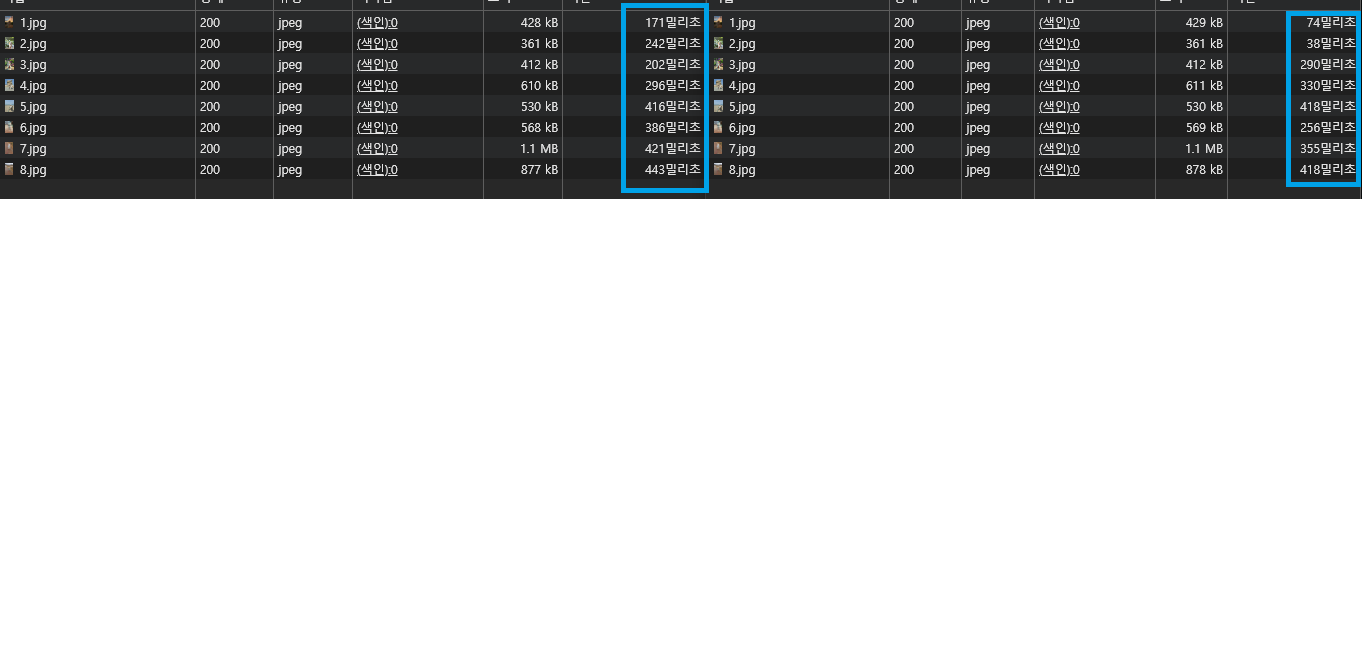 1.jpg 200 jpeg (색인):0 428 kB 171밀리초 1.jpg 200 jpeg (색인):0 429 kB 74밀리초
2.jpg 200 jpeg (색인):0 361 kB 242밀리초 2.jpg 200 jpeg (색인):0 361 kB 38밀리초
3.jpg 200 jpeg (색인):0 412 kB 202밀리초 3.jpg 200 jpeg (색인):0 412 kB 290밀리초
4.jpg 200 jpeg (색인):0 610 kB 296밀리초 4.jpg 200 jpeg (색인):0 611 kB 330밀리초
5.jpg 200 jpeg (색인):0 530 kB 416밀리초 5.jpg 200 jpeg (색인):0 530 kB 418밀리초
6.jpg 200 jpeg (색인):0 568 kB 386밀리초 6.jpg 200 jpeg (색인):0 569 kB 256밀리초
7.jpg 200 jpeg (색인):0 1.1 MB 421밀리초 7.jpg 200 jpeg (색인):0 1.1 MB 355밀리초
8.jpg 200 jpeg (색인):0 877 kB 443밀리초 8.jpg 200 jpeg (색인):0 878 kB 418밀리초